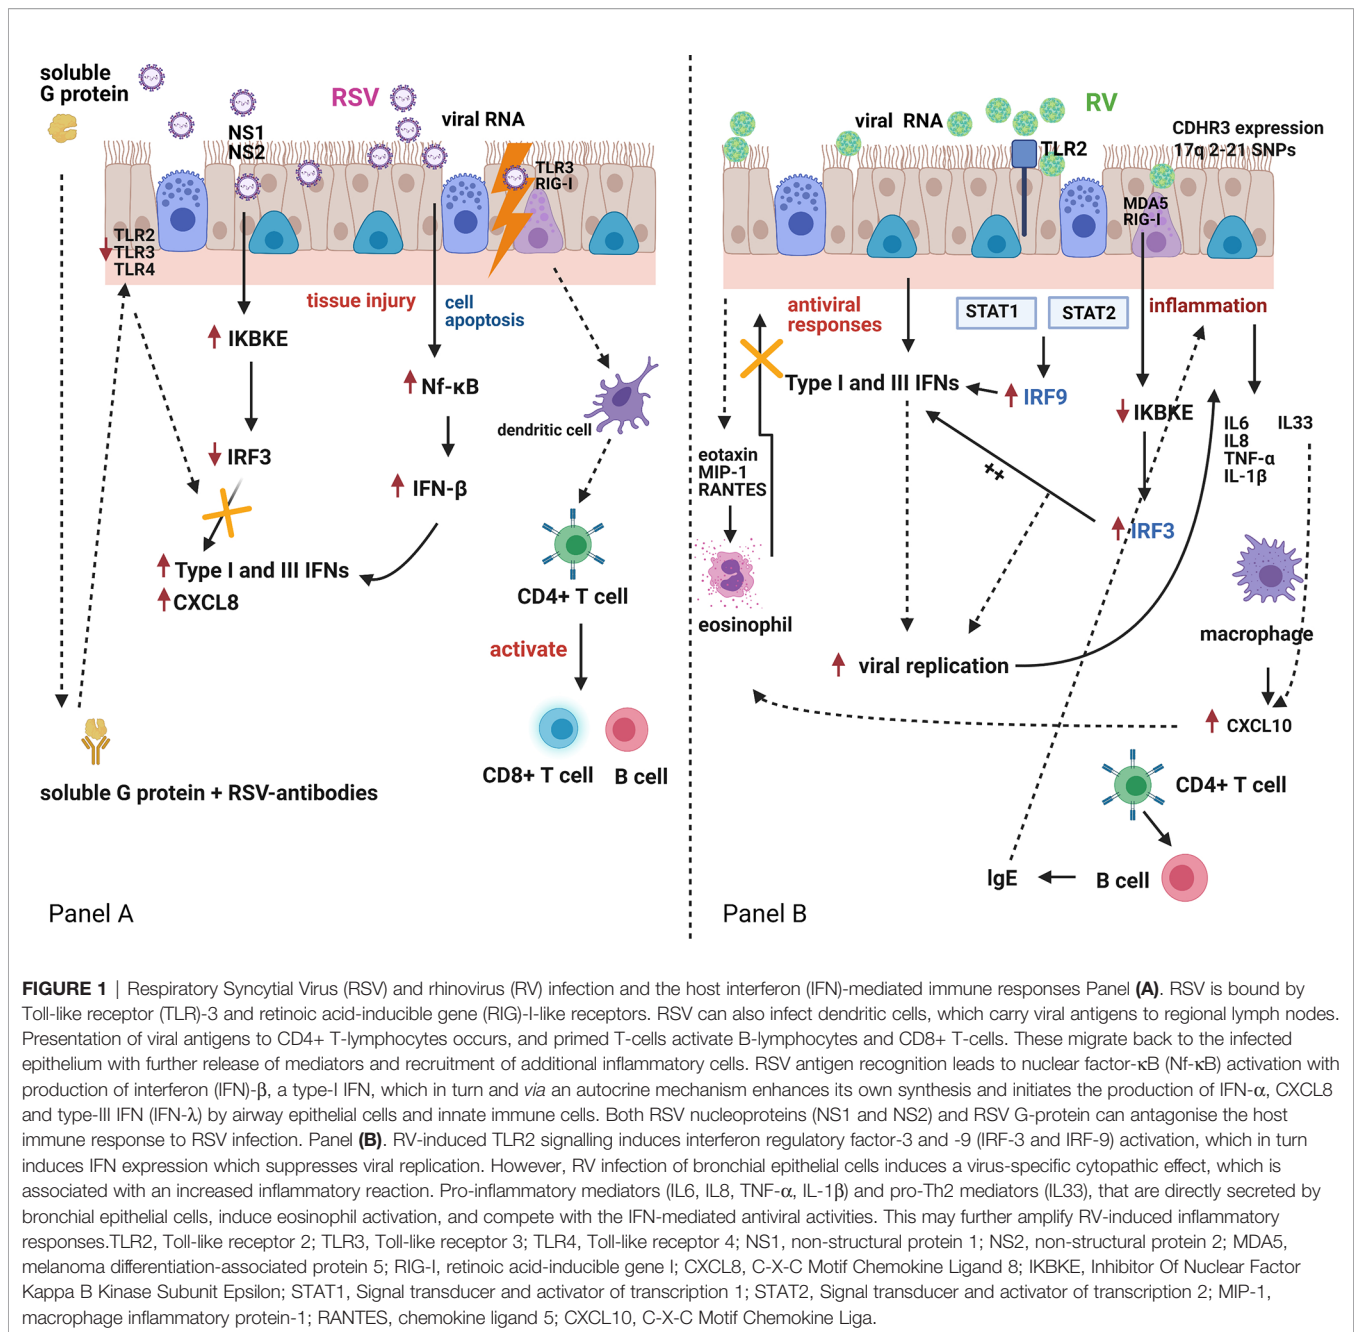 soluble
G protein
RSV
NS1
NS2
viral RNA
TLR3
RIG-I
TLR2
TLR3
TLR4
tissue injury
cell
apoptosis
IKBKE
Nf-κB
dendritic cell
IRF3
IFN-β
Type I and III IFNs
CXCL8
CD4+ T cell
activate
CD8+ T cell
B cell
soluble G protein + RSV-antibodies
Panel A
RV
viral RNA
TLR2
CDHR3 expression
17q 2-21 SNPs
MDA5
RIG-I
antiviral
responses
STAT1
STAT2
inflammation
Type I and III IFNs
IRF9
IKBKE
IL6
IL8
TNF-α
IL-1β
IL33
eotaxin
MIP-1
RANTES
IRF3
eosinophil
macrophage
viral replication
CXCL10
CD4+ T cell
IgE
B cell
Panel B
FIGURE 1 | Respiratory Syncytial Virus (RSV) and rhinovirus (RV) infection and the host interferon (IFN)-mediated immune responses Panel (A). RSV is bound by
Toll-like receptor (TLR)-3 and retinoic acid-inducible gene (RIG)-I-like receptors. RSV can also infect dendritic cells, which carry viral antigens to regional lymph nodes.
Presentation of viral antigens to CD4+ T-lymphocytes occurs, and primed T-cells activate B-lymphocytes and CD8+ T-cells. These migrate back to the infected
epithelium with further release of mediators and recruitment of additional inflammatory cells. RSV antigen recognition leads to nuclear factor-κB (Nf-κB) activation with
production of interferon (IFN)-β, a type-I IFN, which in turn and via an autocrine mechanism enhances its own synthesis and initiates the production of IFN-α, CXCL8
and type-III IFN (IFN-λ) by airway epithelial cells and innate immune cells. Both RSV nucleoproteins (NS1 and NS2) and RSV G-protein can antagonise the host
immune response to RSV infection. Panel (B). RV-induced TLR2 signalling induces interferon regulatory factor-3 and -9 (IRF-3 and IRF-9) activation, which in turn
induces IFN expression which suppresses viral replication. However, RV infection of bronchial epithelial cells induces a virus-specific cytopathic effect, which is
associated with an increased inflammatory reaction. Pro-inflammatory mediators (IL6, IL8, TNF-α, IL-1β) and pro-Th2 mediators (IL33), that are directly secreted by
bronchial epithelial cells, induce eosinophil activation, and compete with the IFN-mediated antiviral activities. This may further amplify RV-induced inflammatory
responses.TLR2, Toll-like receptor 2; TLR3, Toll-like receptor 3; TLR4, Toll-like receptor 4; NS1, non-structural protein 1; NS2, non-structural protein 2; MDA5,
melanoma differentiation-associated protein 5; RIG-I, retinoic acid-inducible gene I; CXCL8, C-X-C Motif Chemokine Ligand 8; IKBKE, Inhibitor Of Nuclear Factor
Kappa B Kinase Subunit Epsilon; STAT1, Signal transducer and activator of transcription 1; STAT2, Signal transducer and activator of transcription 2; MIP-1,
macrophage inflammatory protein-1; RANTES, chemokine ligand 5; CXCL10, C-X-C Motif Chemokine Liga.